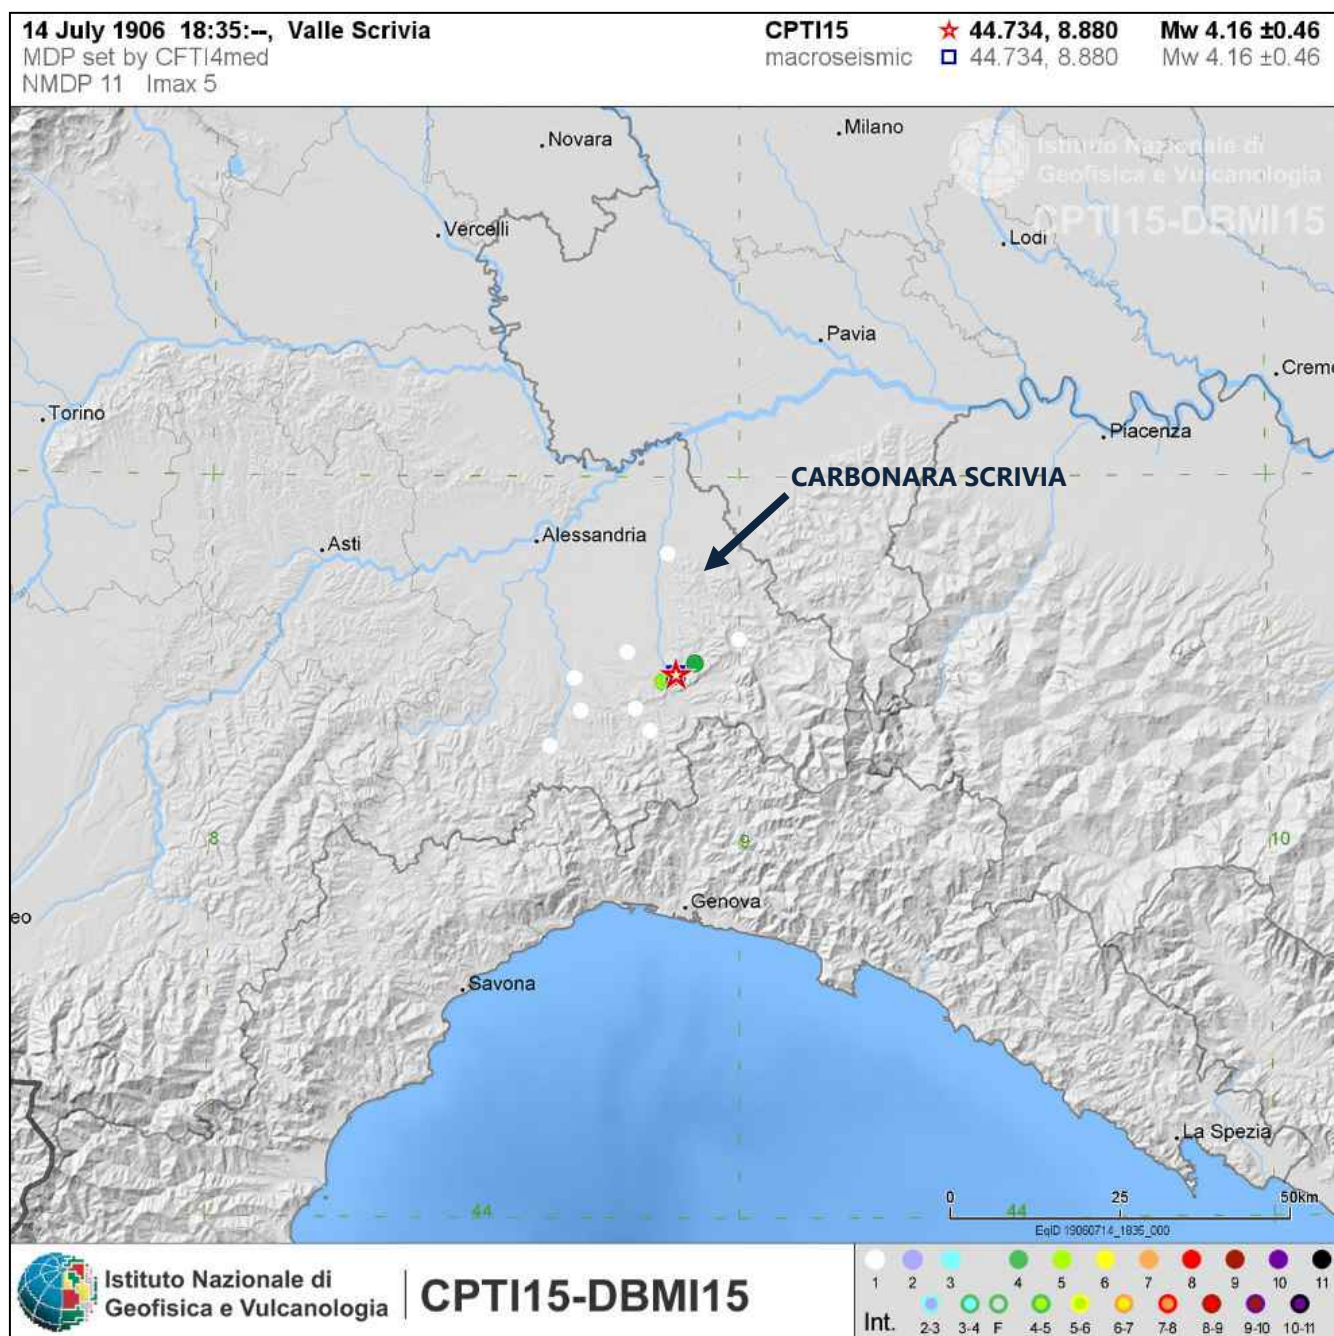 14 July 1906 18:35:--, Valle Scrivia
MDP set by CFTI4med
NMDP 11 Imax 5
CPTI15 44.734, 8.880 Mw 4.16 ±0.46
macroseismic 44.734, 8.880 Mw 4.16 ±0.46
Novara
Milano
Istituto Nazionale di
Geofisica e Vulcanologia
CPTI15-DBMI15
Vercelli
Lodi
Pavia
Creme
Torino
Piacenza
CARBONARA SCRIVIA
Asti
Alessandria
8
9
10
eo
Genova
Savona
La Spezia
0 25 50km
44
44
EqID 19060714_1835_000
Istituto Nazionale di
Geofisica e Vulcanologia
CPTI15-DBMI15
1 2 3 4 5 6 7 8 9 10 11
Int. 2-3 3-4 F 4-5 5-6 6-7 7-8 8-9 9-10 10-11